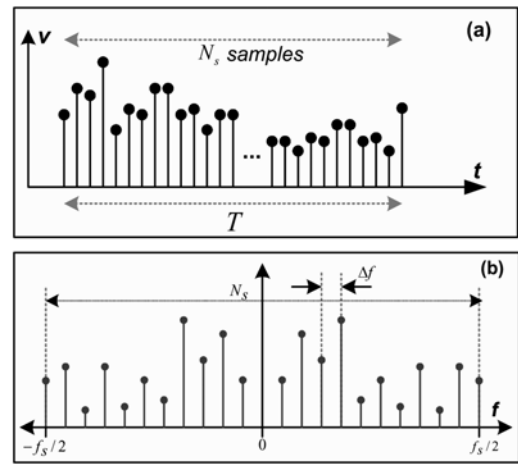 (a)
v
N_s samples
...
t
T
(b)
N_s
Δf
f
-f_s/2
0
f_s/2